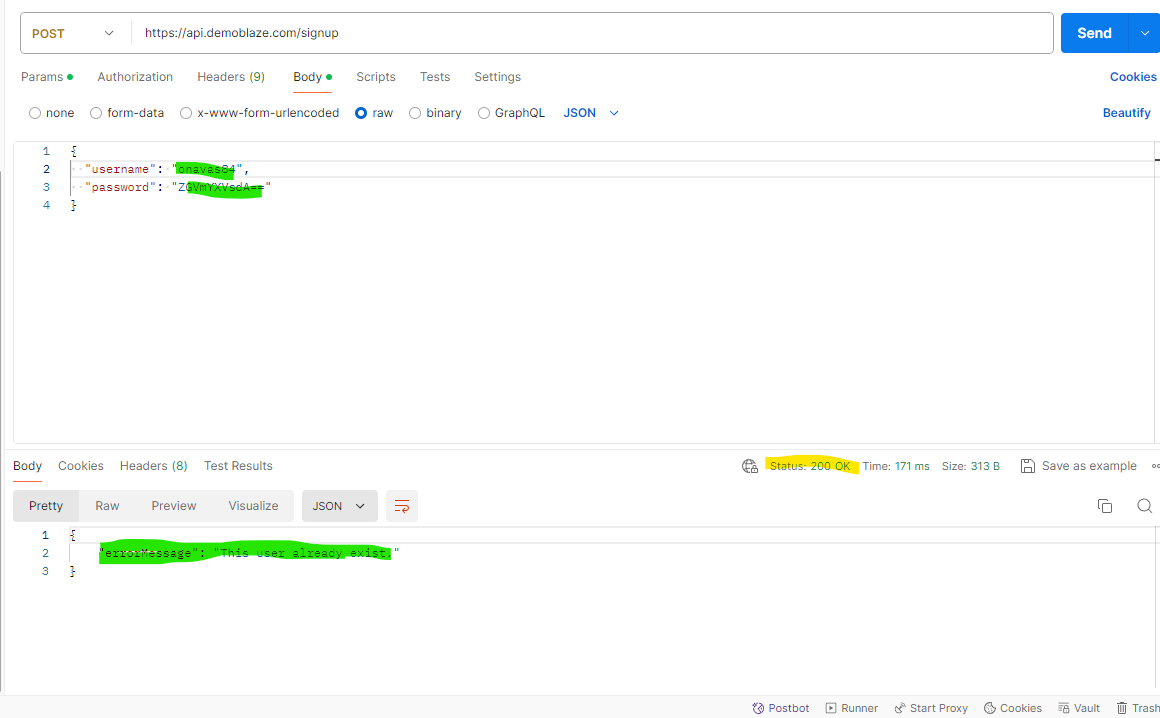 POST https://api.demoblaze.com/signup Send
Params Authorization Headers (9) Body Scripts Tests Settings Cookies
none form-data x-www-form-urlencoded raw binary GraphQL JSON Beautify
1 {
2 "username": "onavas84",
3 "password": "ZGVmYXVsdA=="
4 }
Body Cookies Headers (8) Test Results Status: 200 OK Time: 171 ms Size: 313 B Save as example
Pretty Raw Preview Visualize JSON
1 {
2 "errorMessage": "This user already exist."
3 }
Postbot Runner Start Proxy Cookies Vault Trash